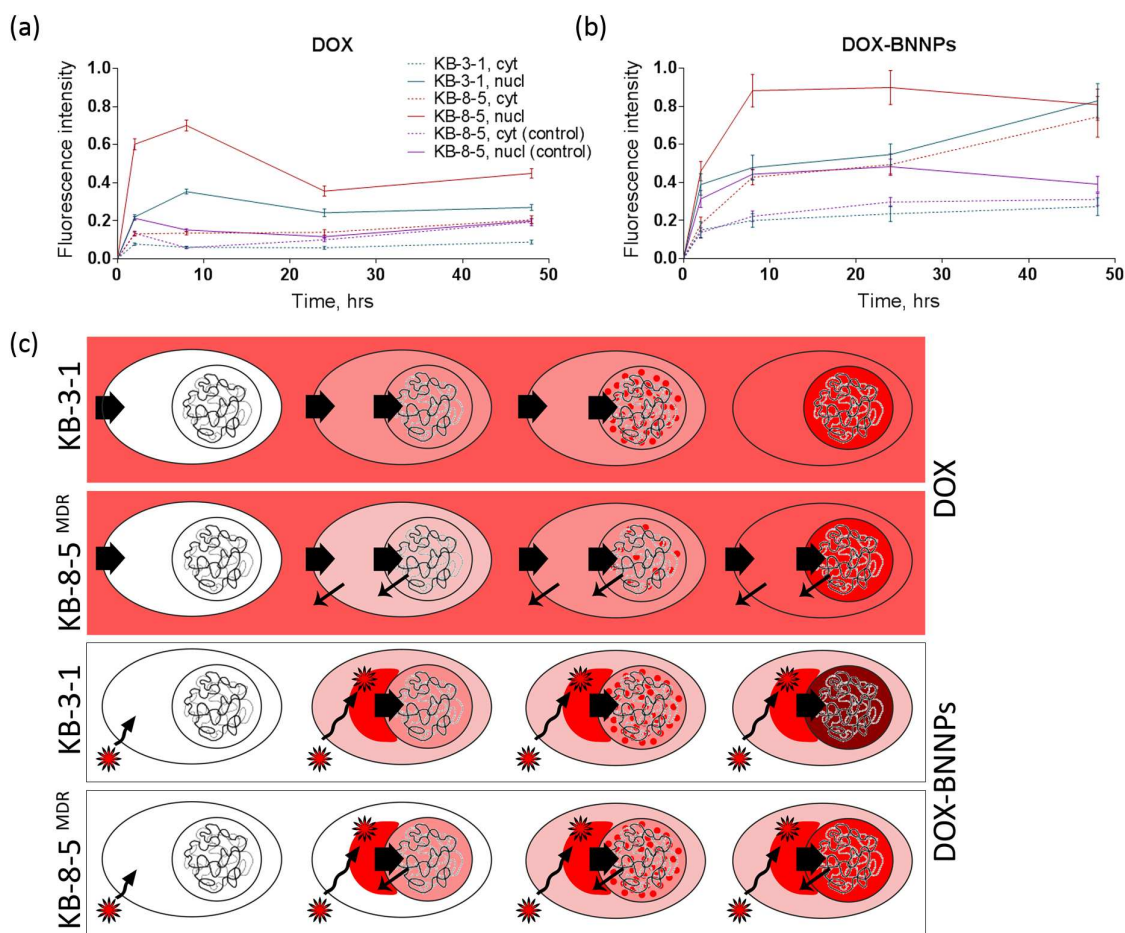 (a)
DOX
Fluorescence intensity
1.0
0.8
0.6
0.4
0.2
0.0
0 10 20 30 40 50
Time, hrs
KB-3-1, cyt
KB-3-1, nucl
KB-8-5, cyt
KB-8-5, nucl
KB-8-5, cyt (control)
KB-8-5, nucl (control)
(b)
DOX-BNNPs
Fluorescence intensity
1.0
0.8
0.6
0.4
0.2
0.0
0 10 20 30 40 50
Time, hrs
(c)
KB-3-1
KB-8-5 MDR
DOX
KB-3-1
KB-8-5 MDR
DOX-BNNPs